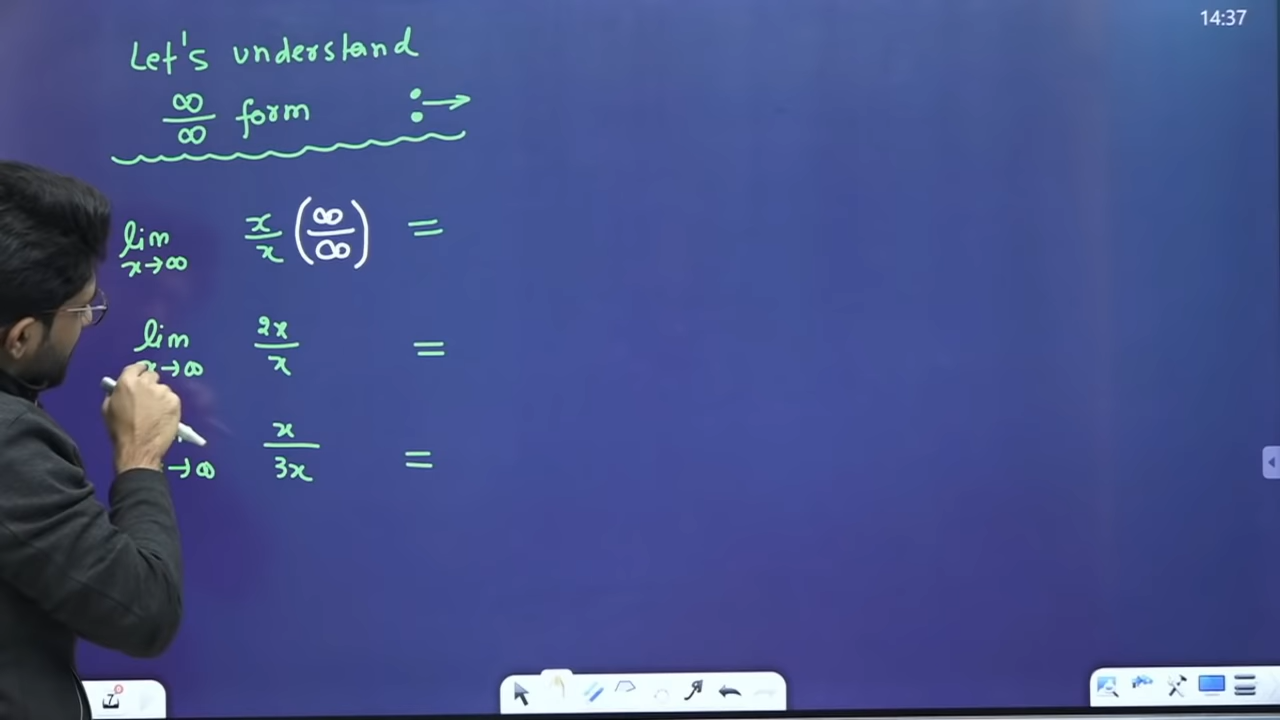 14:37
Let's understand
∞/∞ form :→
lim x→∞ x/x (∞/∞) =
lim x→∞ 2x/x =
→∞ x/3x =